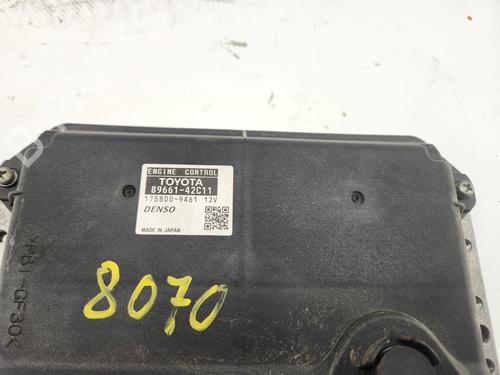 ENGINE CONTROL
TOYOTA
89661-42C11
175800-9461 12V
DENSO
MADE IN JAPAN
8070